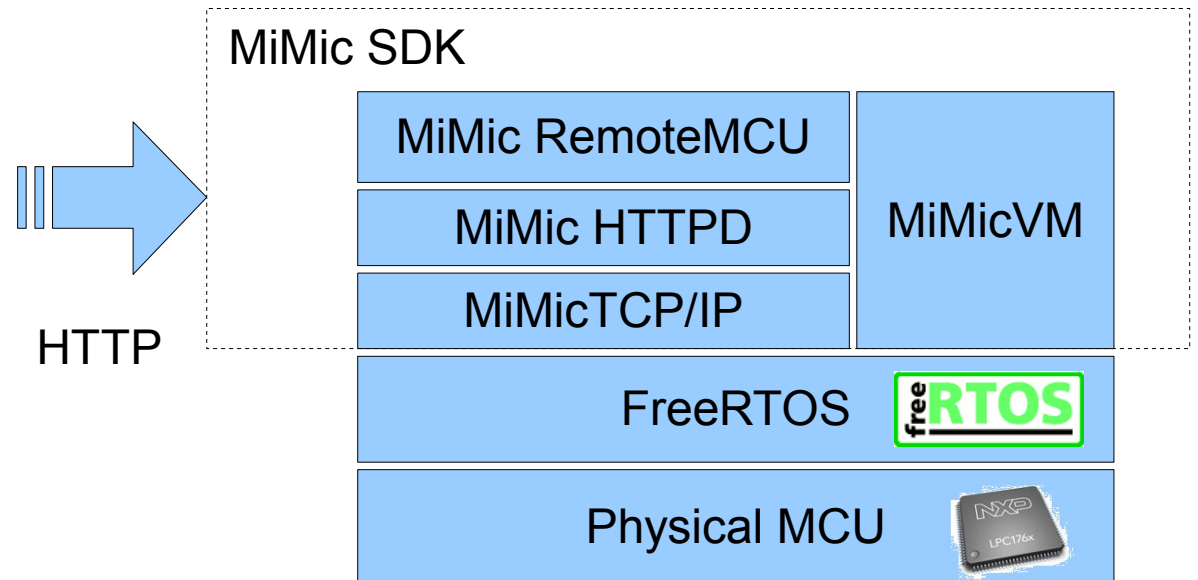 MiMic SDK
MiMic RemoteMCU
MiMic HTTPD
MiMicVM
MiMicTCP/IP
HTTP
FreeRTOS
free RTOS
Physical MCU
NXP
LPC176x